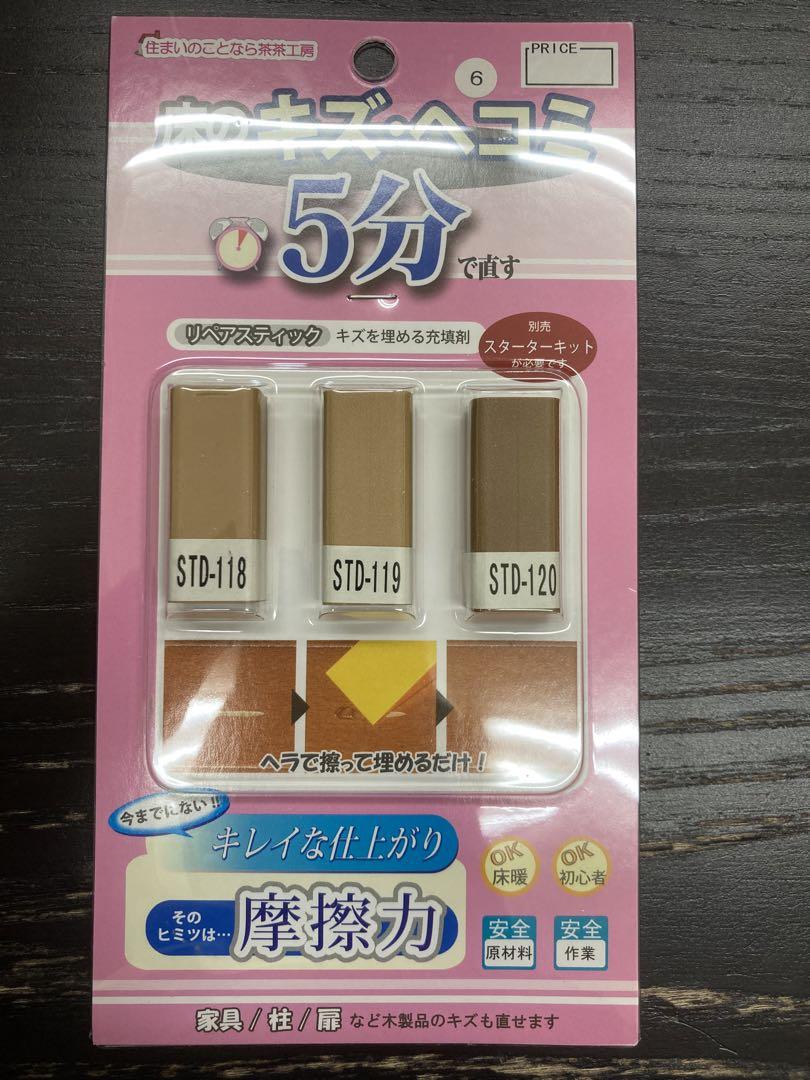 住まいのことなら茶茶工房
PRICE
6
床のキズ・ヘコミ
5分で直す
リペアスティック キズを埋める充填剤
別売
スターターキット
が必要です
STD-118
STD-119
STD-120
ヘラで擦って埋めるだけ!
今までにない!!
キレイな仕上がり
その
ヒミツは…
摩擦力
OK
床暖
OK
初心者
安全
原材料
安全
作業
家具/柱/扉 など木製品のキズも直せます